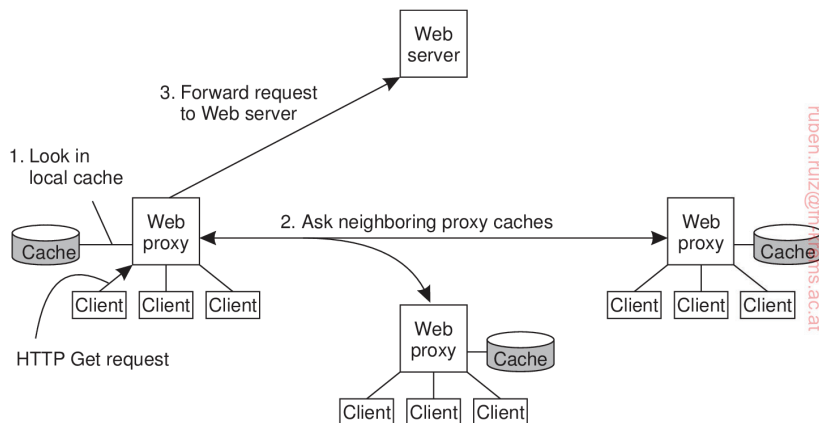 Web
server
3. Forward request
to Web server
1. Look in
local cache
Web
proxy
2. Ask neighboring proxy caches
Web
proxy
Cache
Cache
Client
Client
Client
Client
Client
Client
HTTP Get request
Web
proxy
Cache
Client
Client
Client